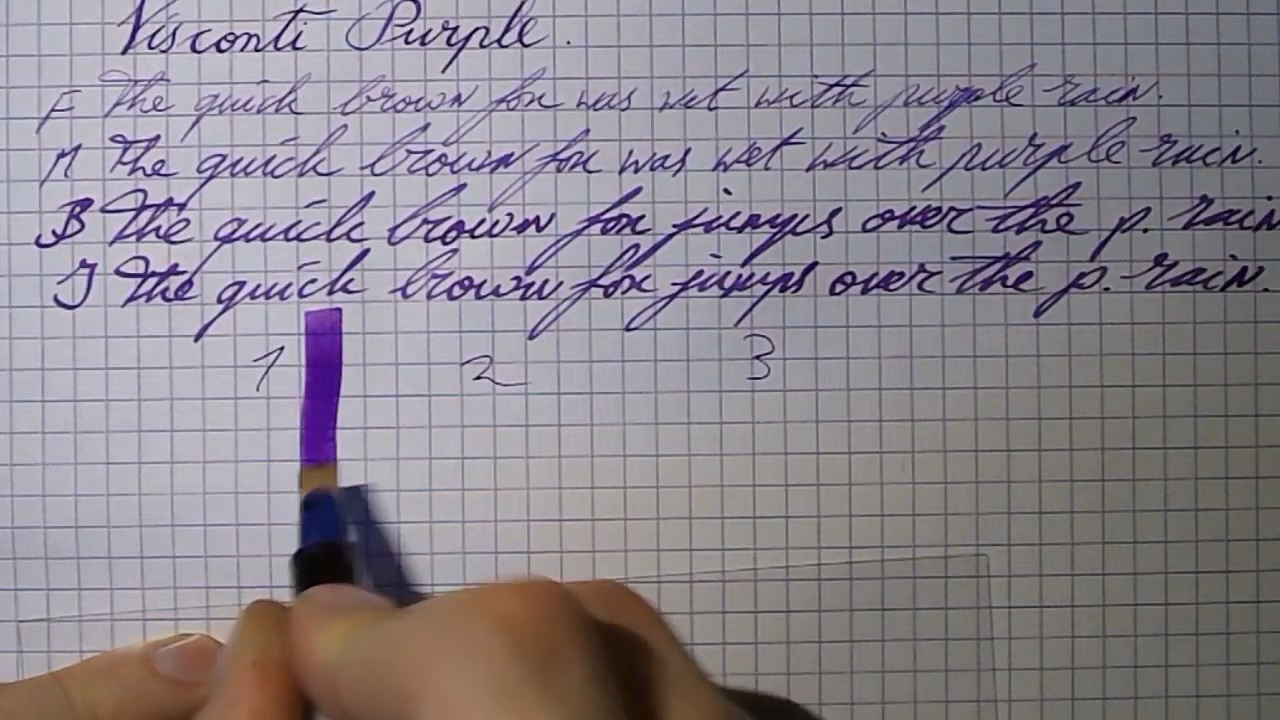 Visconti Purple.
F The quick brown fox was wet with purple rain.
M The quick brown fox was wet with purple rain.
B The quick brown fox jumps over the p. rain
I The quick brown fox jumps over the p. rain.
1 2 3